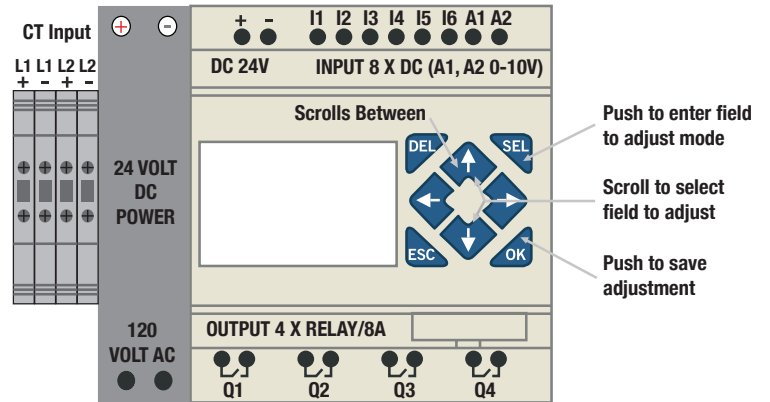 CT Input
L1 L1 L2 L2
+ - + -
+ -
24 VOLT
DC
POWER
120
VOLT AC
+ - I1 I2 I3 I4 I5 I6 A1 A2
DC 24V INPUT 8 X DC (A1, A2 0-10V)
Scrolls Between
DEL
SEL
ESC
OK
Push to enter field
to adjust mode
Scroll to select
field to adjust
Push to save
adjustment
OUTPUT 4 X RELAY/8A
Q1 Q2 Q3 Q4